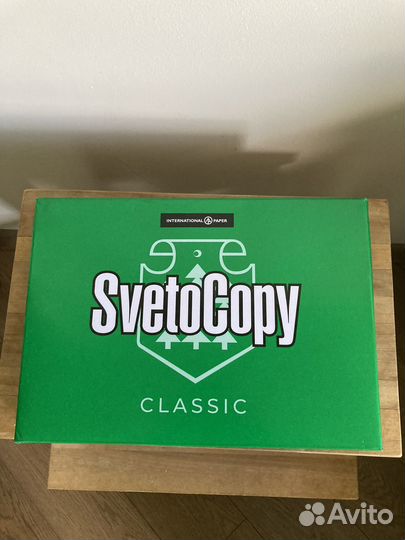 INTERNATIONAL PAPER
SvetoCopy
CLASSIC
Avito